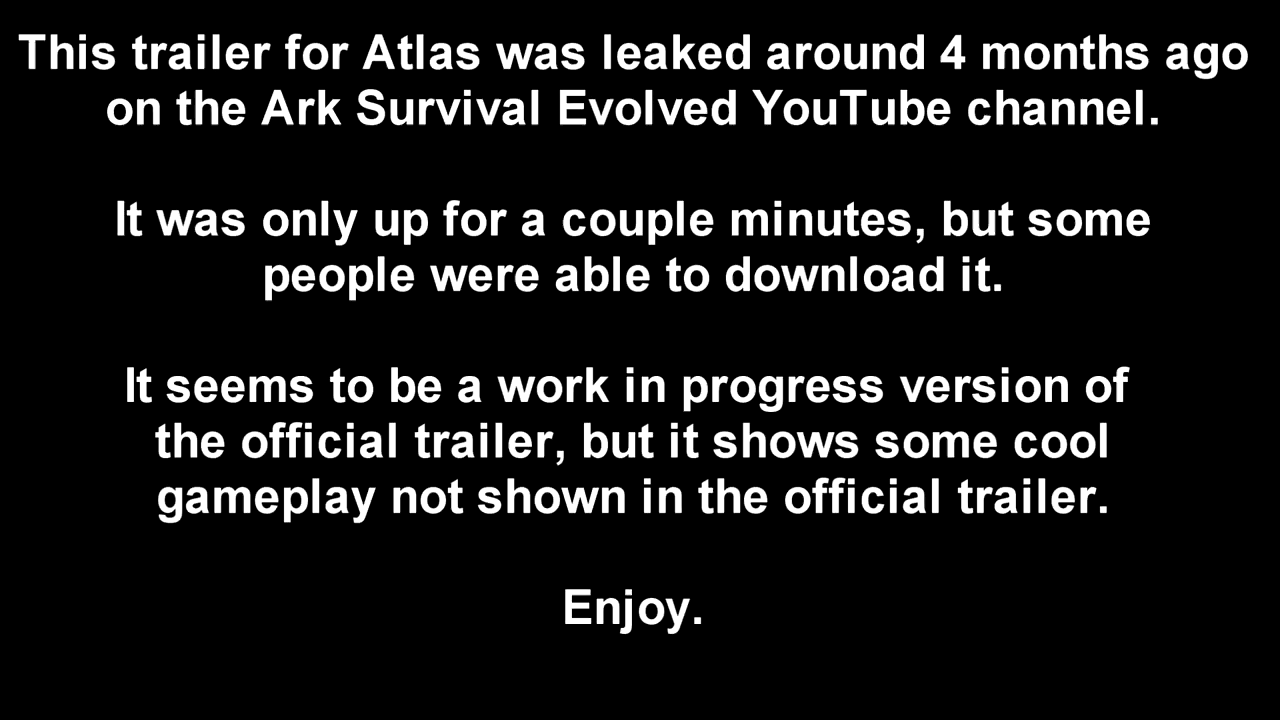 This trailer for Atlas was leaked around 4 months ago
on the Ark Survival Evolved YouTube channel.
It was only up for a couple minutes, but some
people were able to download it.
It seems to be a work in progress version of
the official trailer, but it shows some cool
gameplay not shown in the official trailer.
Enjoy.